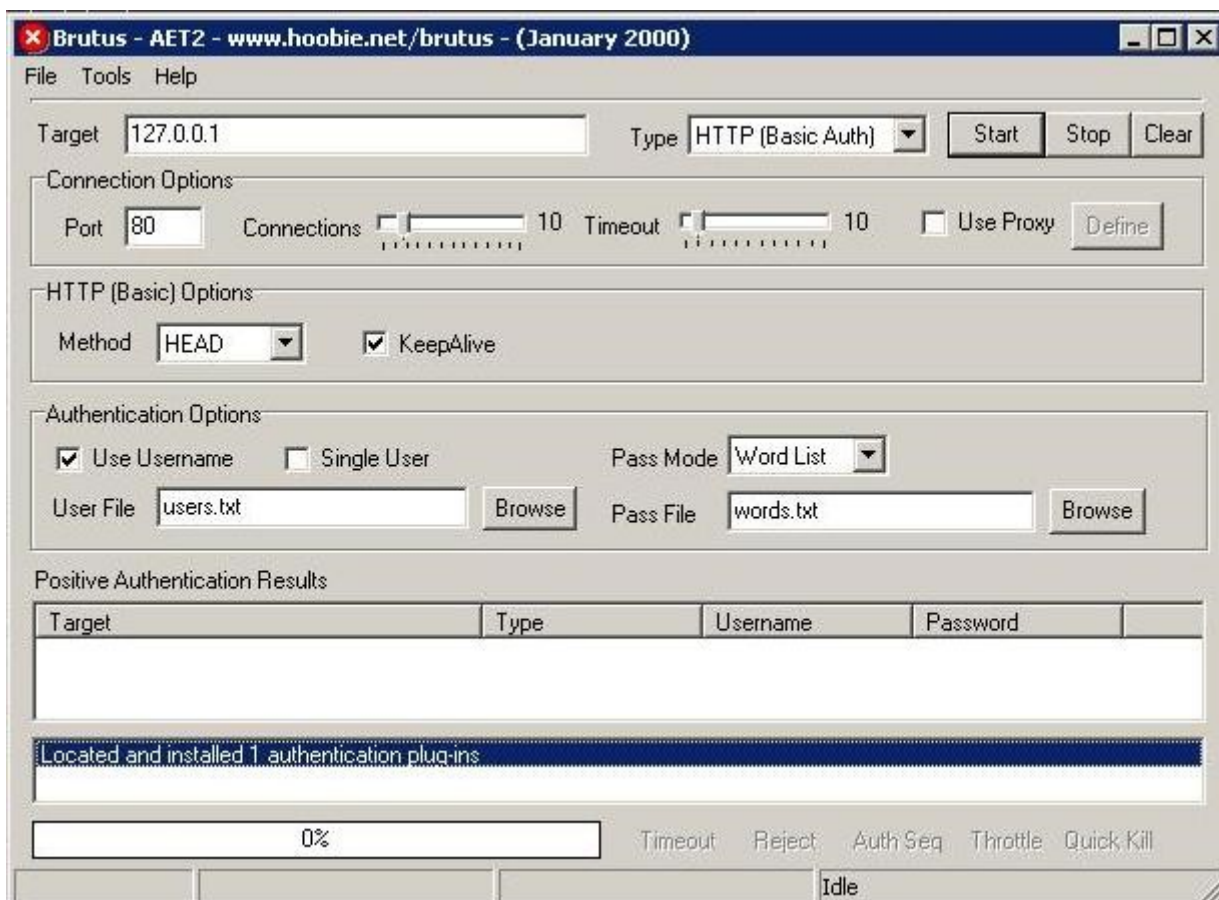 Brutus - AET2 - www.hoobie.net/brutus - (January 2000)
File Tools Help
Target 127.0.0.1 Type HTTP (Basic Auth) Start Stop Clear
Connection Options
Port 80 Connections 10 Timeout 10 Use Proxy Define
HTTP (Basic) Options
Method HEAD KeepAlive
Authentication Options
Use Username Single User Pass Mode Word List
User File users.txt Browse Pass File words.txt Browse
Positive Authentication Results
Target Type Username Password
Located and installed 1 authentication plug-ins
0% Timeout Reject Auth Seq Throttle Quick Kill
Idle